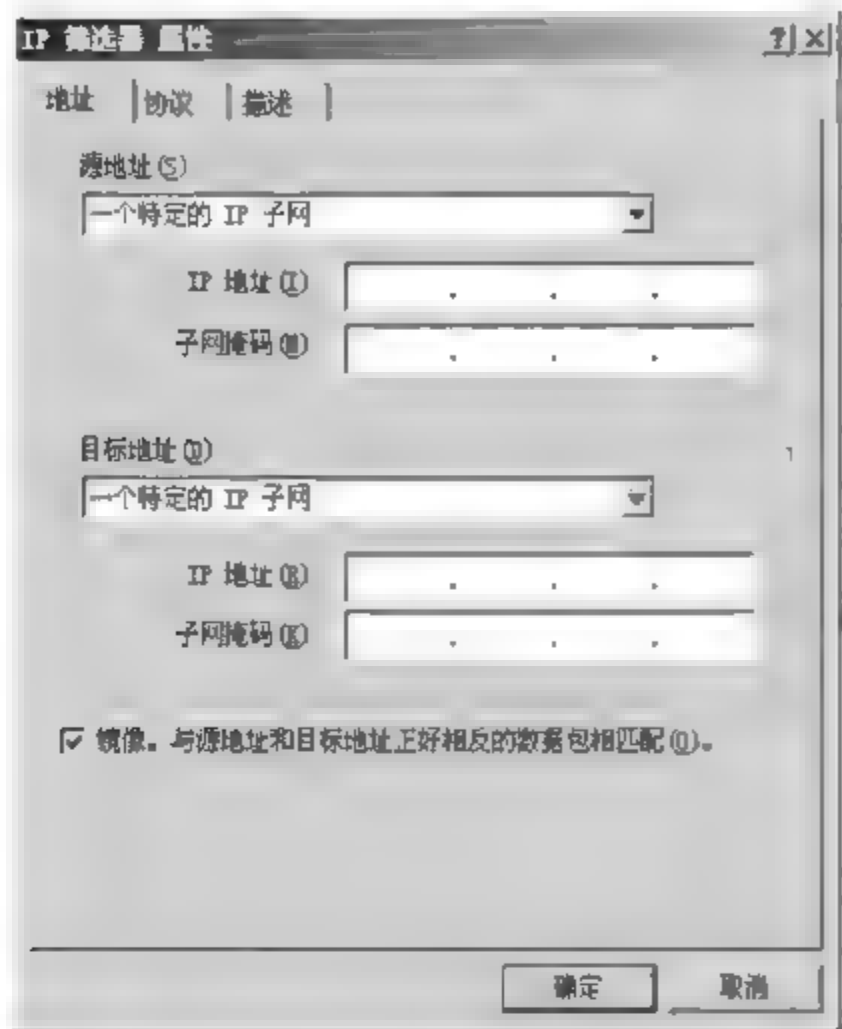 IP 筛选器 属性
地址 协议 描述
源地址(S)
一个特定的 IP 子网
IP 地址(I)
子网掩码(M)
目标地址(D)
一个特定的 IP 子网
IP 地址(R)
子网掩码(K)
镜像。与源地址和目标地址正好相反的数据包相匹配(O)。
确定 取消